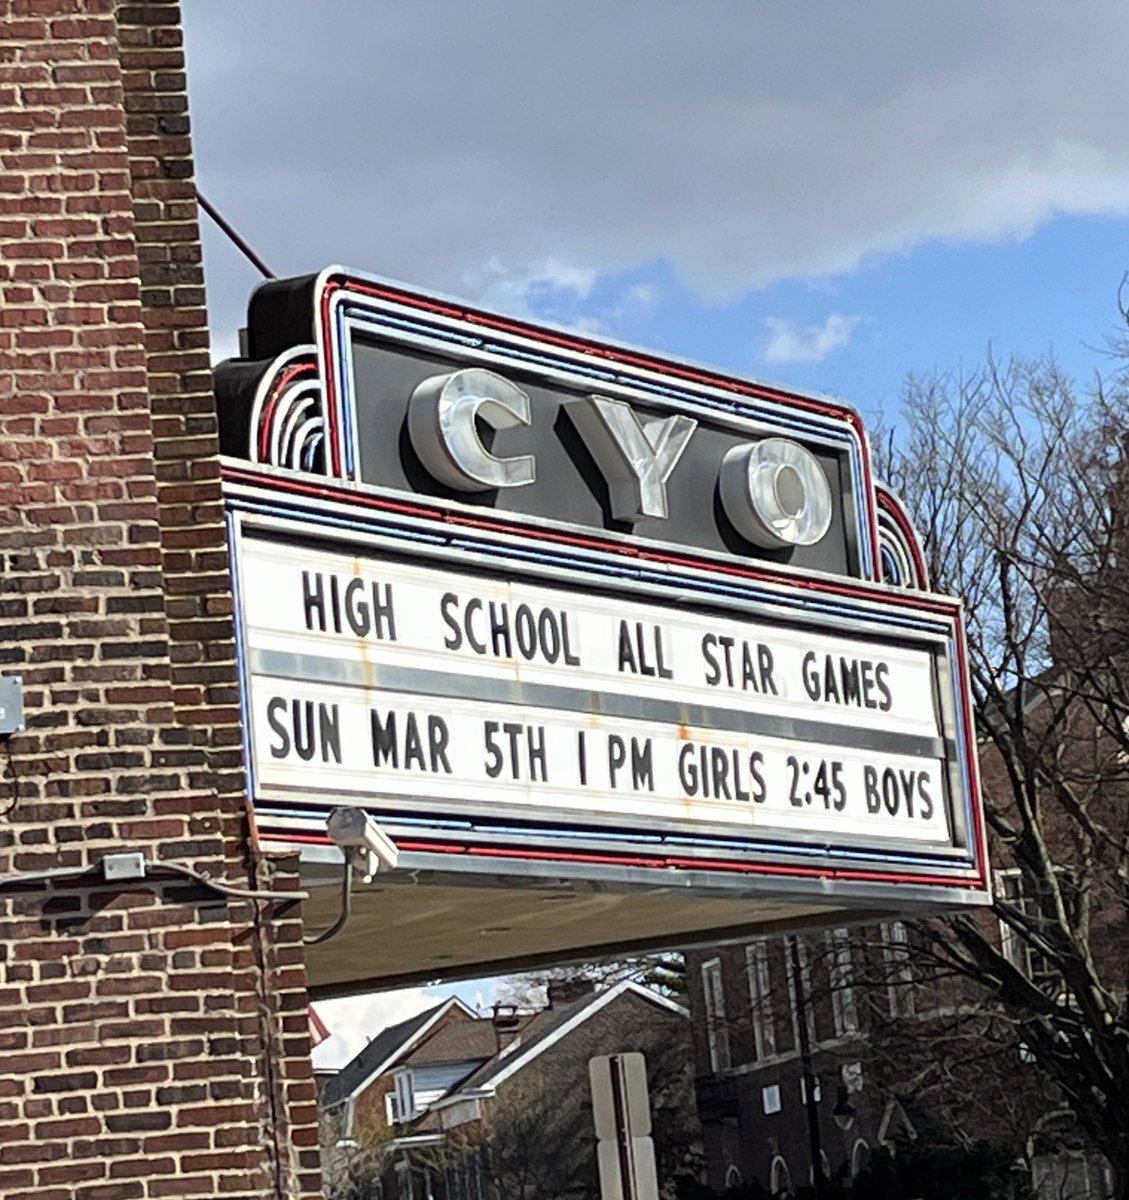 CYO
HIGH SCHOOL ALL STAR GAMES
SUN MAR 5TH 1 PM GIRLS 2:45 BOYS